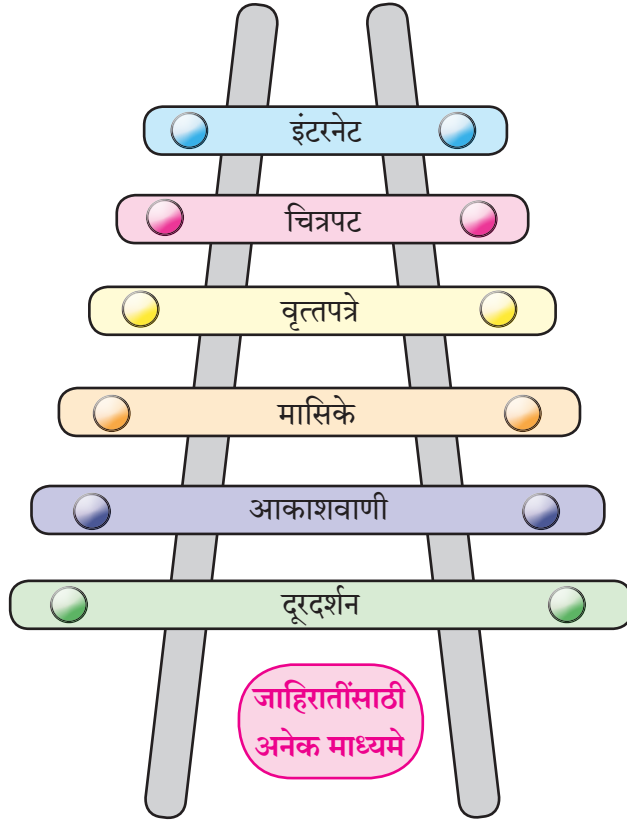 इंटरनेट
चित्रपट
वृत्तपत्रे
मासिके
आकाशवाणी
दूरदर्शन
जाहिरातींसाठी
अनेक माध्यमे